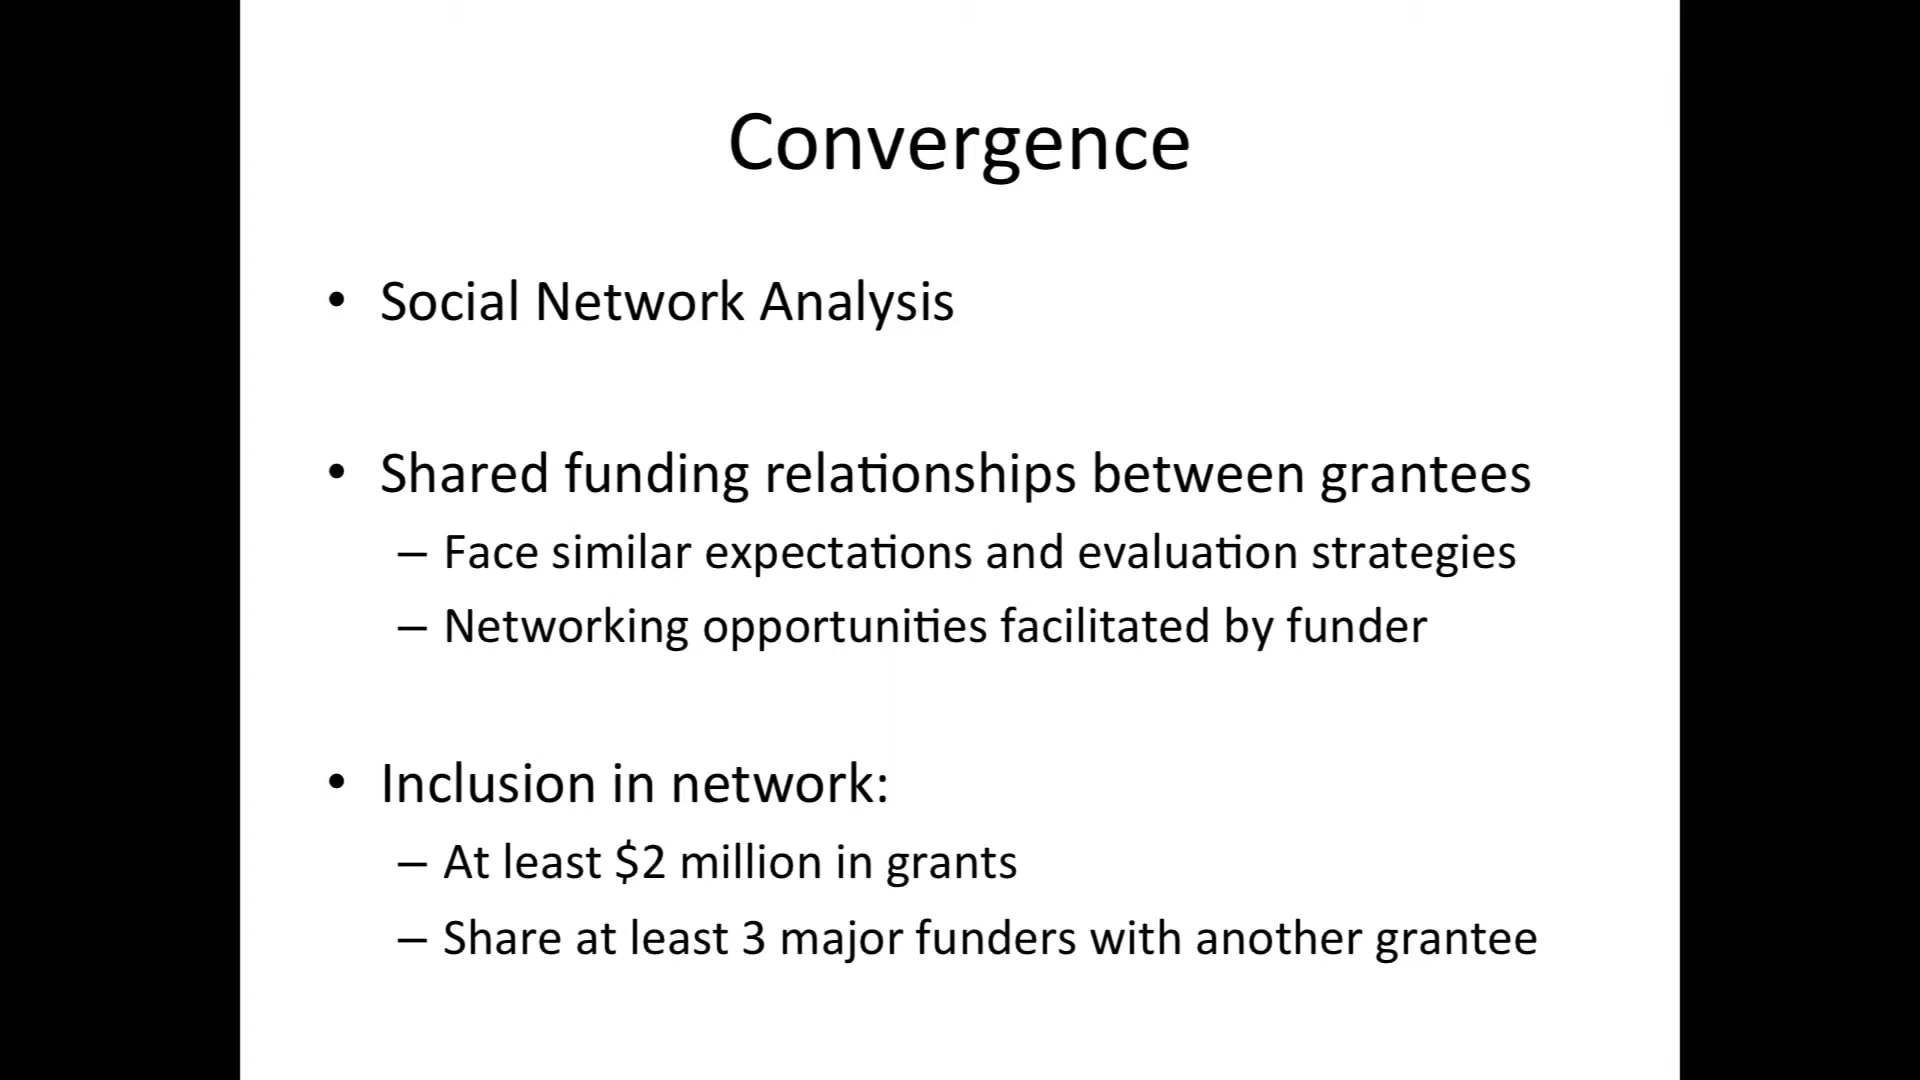 Convergence
• Social Network Analysis
• Shared funding relationships between grantees
– Face similar expectations and evaluation strategies
– Networking opportunities facilitated by funder
• Inclusion in network:
– At least $2 million in grants
– Share at least 3 major funders with another grantee